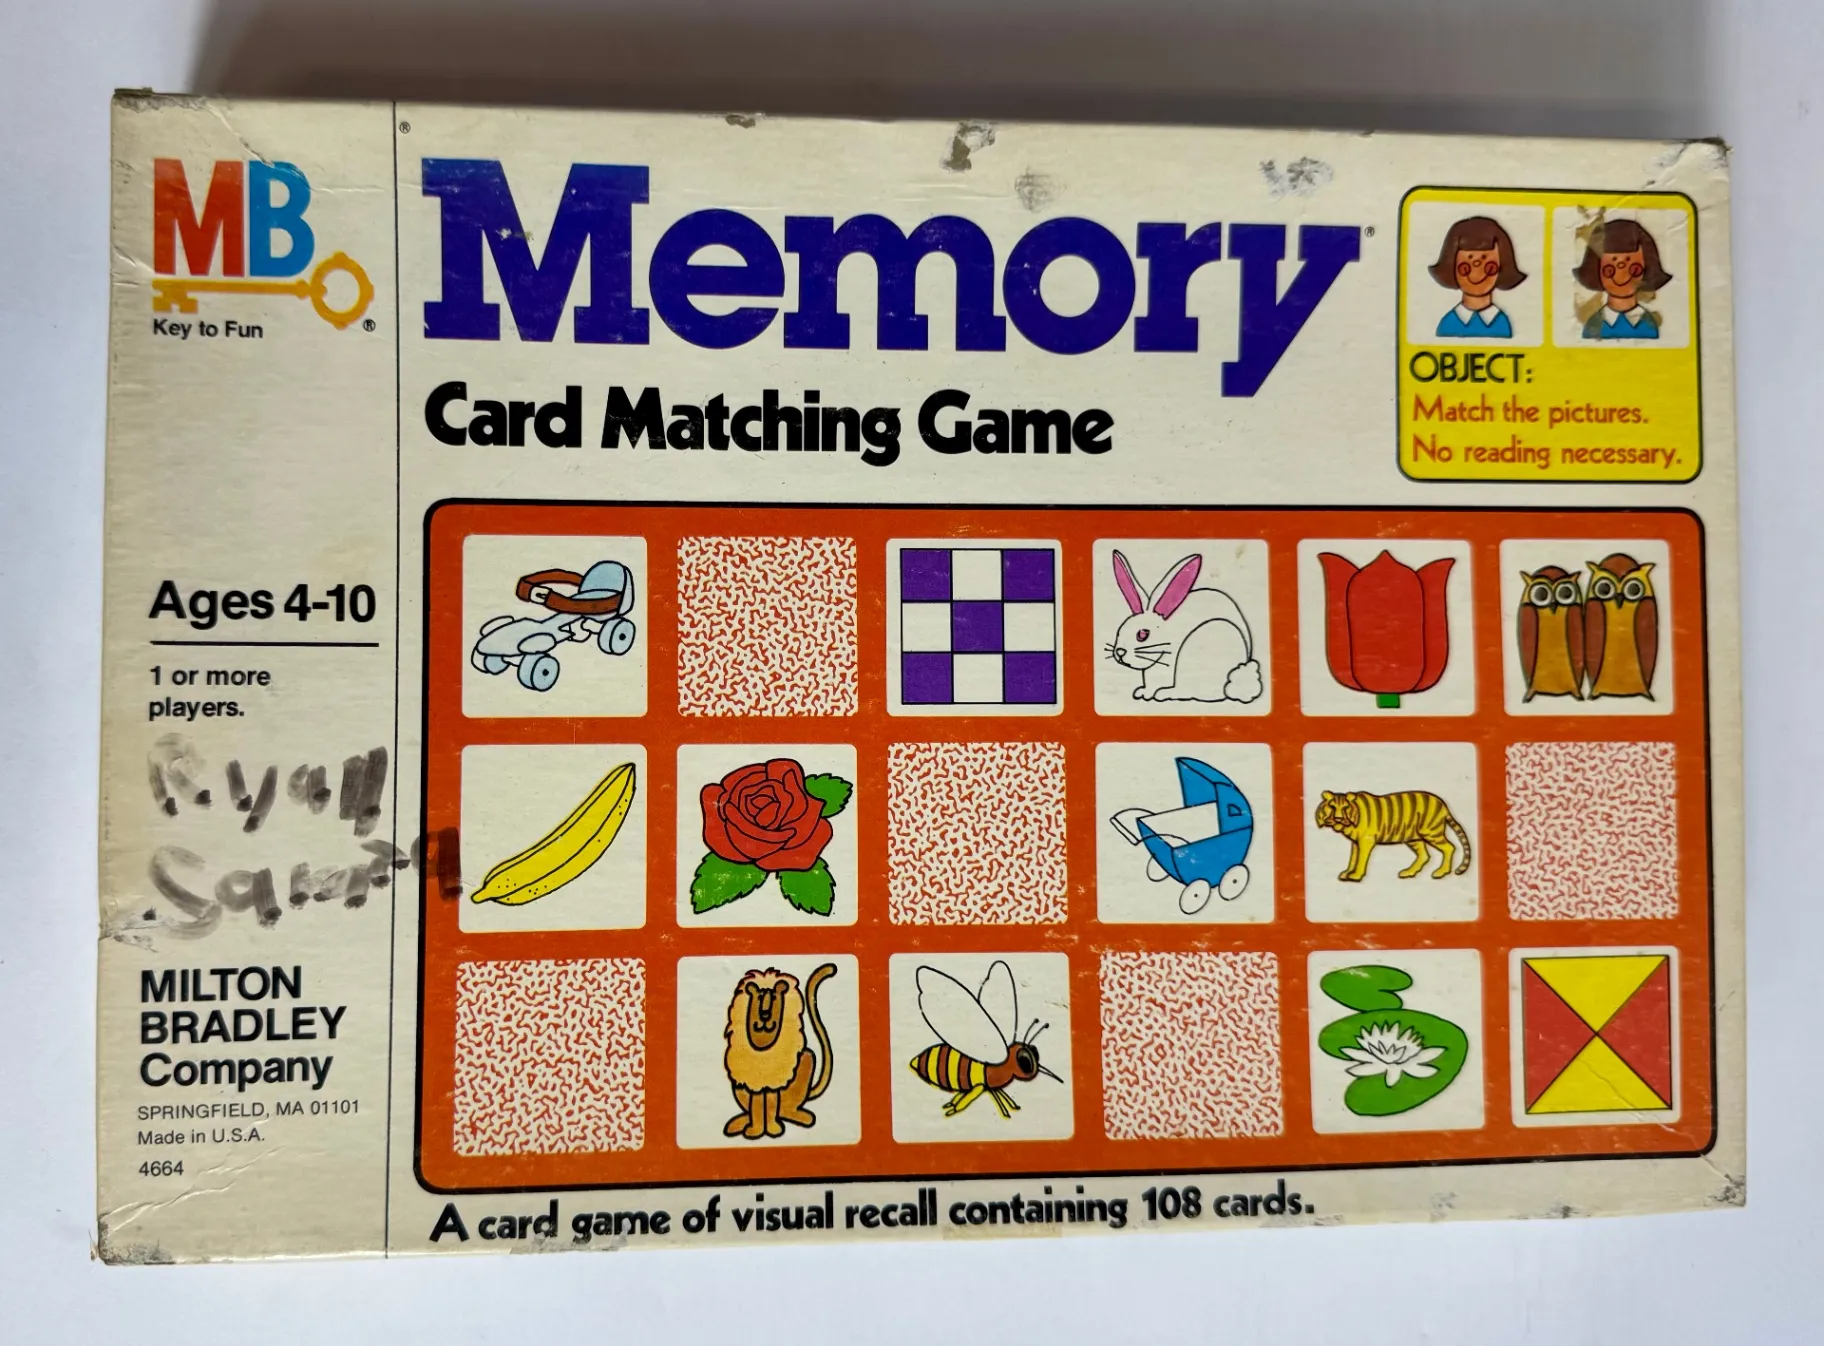 MB
Key to Fun
Ages 4-10
1 or more
players.
Ryan
MILTON
BRADLEY
Company
SPRINGFIELD, MA 01101
Made in U.S.A.
4664
Memory
Card Matching Game
OBJECT:
Match the pictures.
No reading necessary.
A card game of visual recall containing 108 cards.